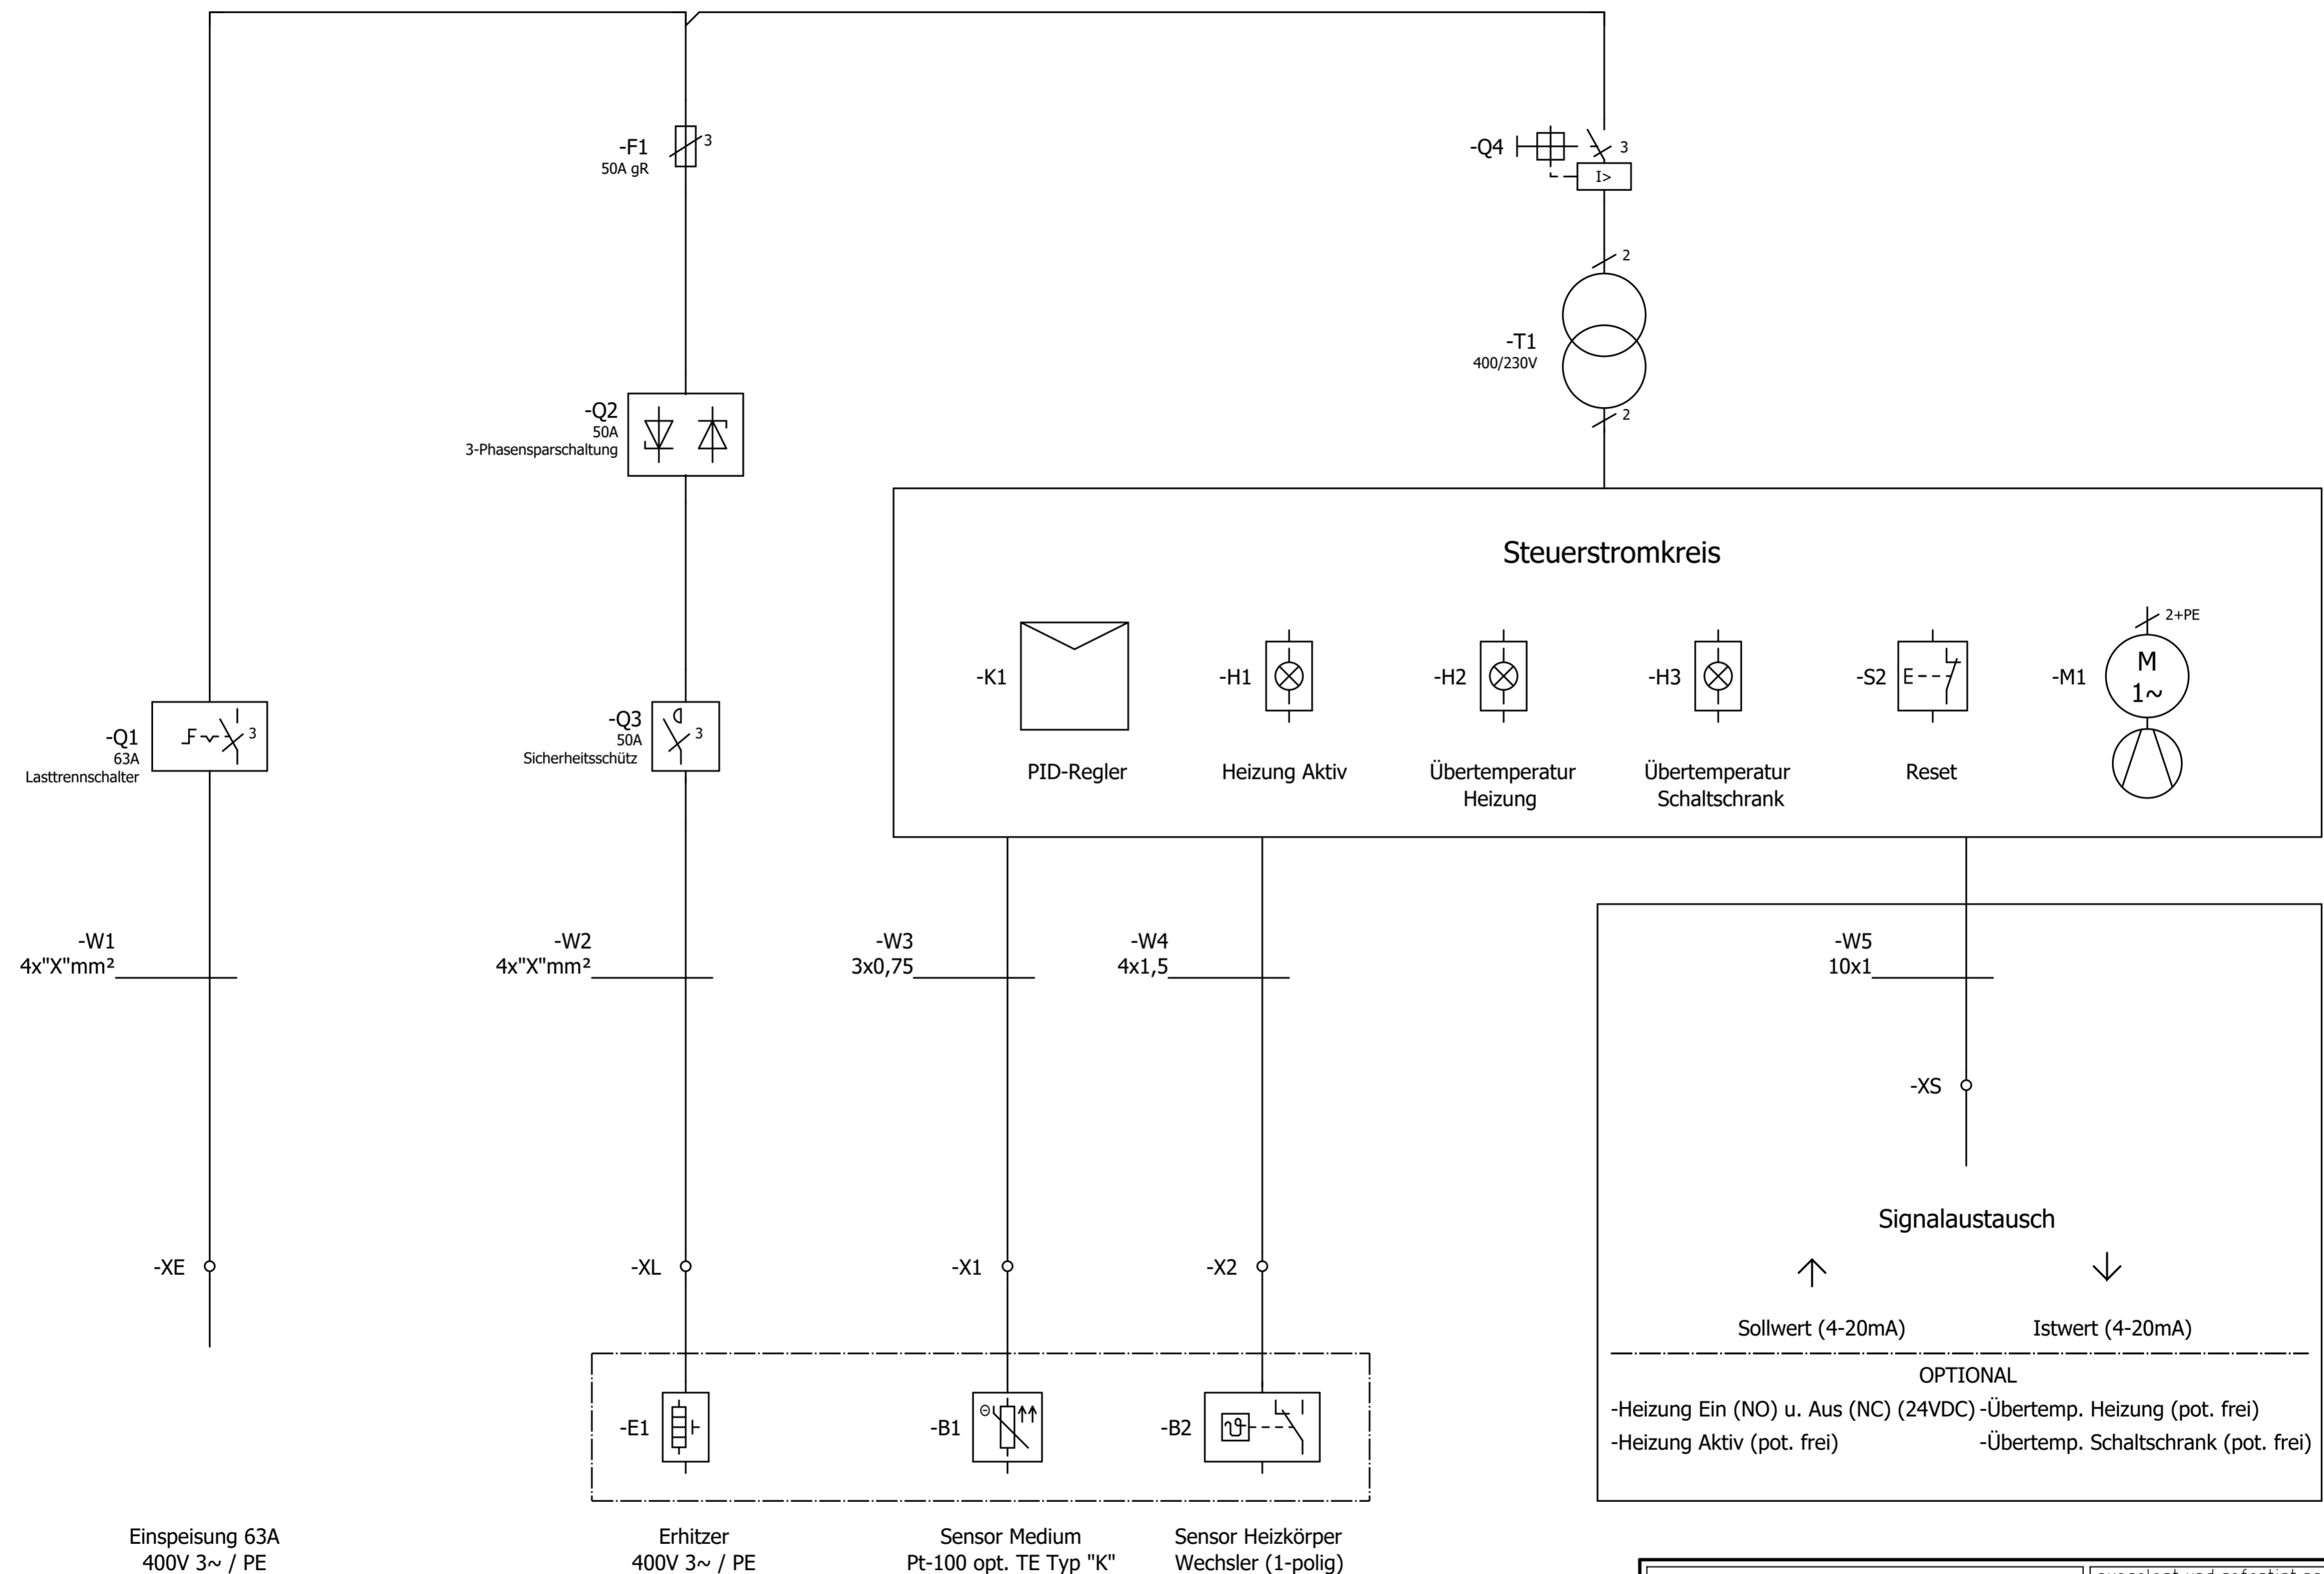 -F1
3
50A gR
-Q4
3
I>
2
-T1
400/230V
2
-Q2
50A
3-Phasensparschaltung
Steuerstromkreis
2+PE
-K1
-H1
-H2
-H3
-S2
E
-M1
M
1~
PID-Regler
Heizung Aktiv
Übertemperatur
Heizung
Übertemperatur
Schaltschrank
Reset
-Q1
63A
Lasttrennschalter
3
-Q3
50A
Sicherheitsschütz
3
-W1
4x"X"mm²
-W2
4x"X"mm²
-W3
3x0,75
-W4
4x1,5
-W5
10x1
-XS
Signalaustausch
-XE
-XL
-X1
-X2
Sollwert (4-20mA)
Istwert (4-20mA)
OPTIONAL
-Heizung Ein (NO) u. Aus (NC) (24VDC)
-Übertemp. Heizung (pot. frei)
-Heizung Aktiv (pot. frei)
-Übertemp. Schaltschrank (pot. frei)
-E1
-B1
-B2
ϑ
Einspeisung 63A
400V 3~ / PE
Erhitzer
400V 3~ / PE
Sensor Medium
Pt-100 opt. TE Typ "K"
Sensor Heizkörper
Wechsler (1-polig)